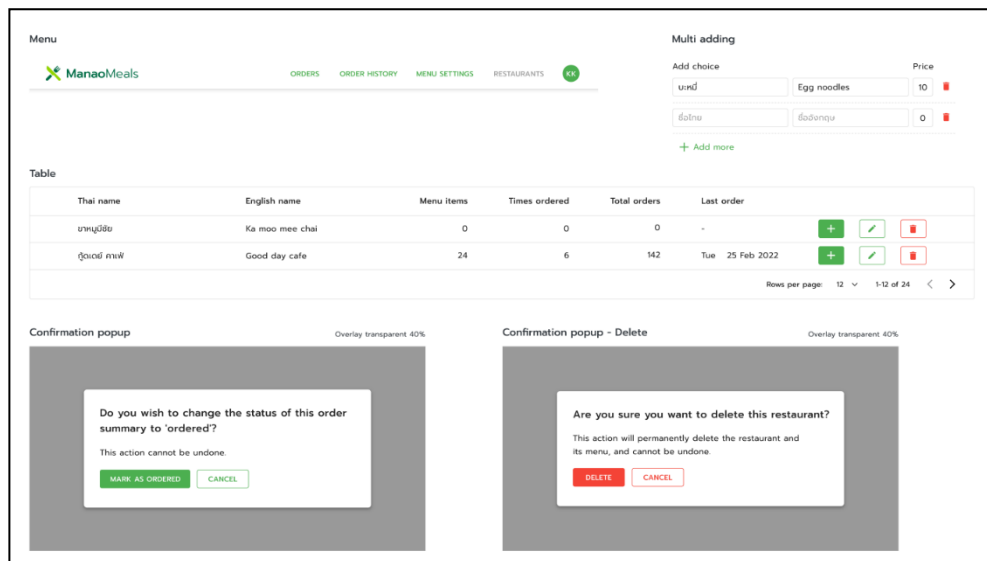 Menu
ManaoMeals
ORDERS ORDER HISTORY MENU SETTINGS RESTAURANTS KK
Multi adding
Add choice Price
บะหมี่ Egg noodles 10
ชื่อไทย ชื่ออังกฤษ 0
+ Add more
Table
Thai name English name Menu items Times ordered Total orders Last order
ขาหมูมีชัย Ka moo mee chai 0 0 0 -
กู้ดเดย์ คาเฟ่ Good day cafe 24 6 142 Tue 25 Feb 2022
Rows per page: 12 1-12 of 24
Confirmation popup Overlay transparent 40%
Do you wish to change the status of this order
summary to 'ordered'?
This action cannot be undone.
MARK AS ORDERED CANCEL
Confirmation popup - Delete Overlay transparent 40%
Are you sure you want to delete this restaurant?
This action will permanently delete the restaurant and
its menu, and cannot be undone.
DELETE CANCEL